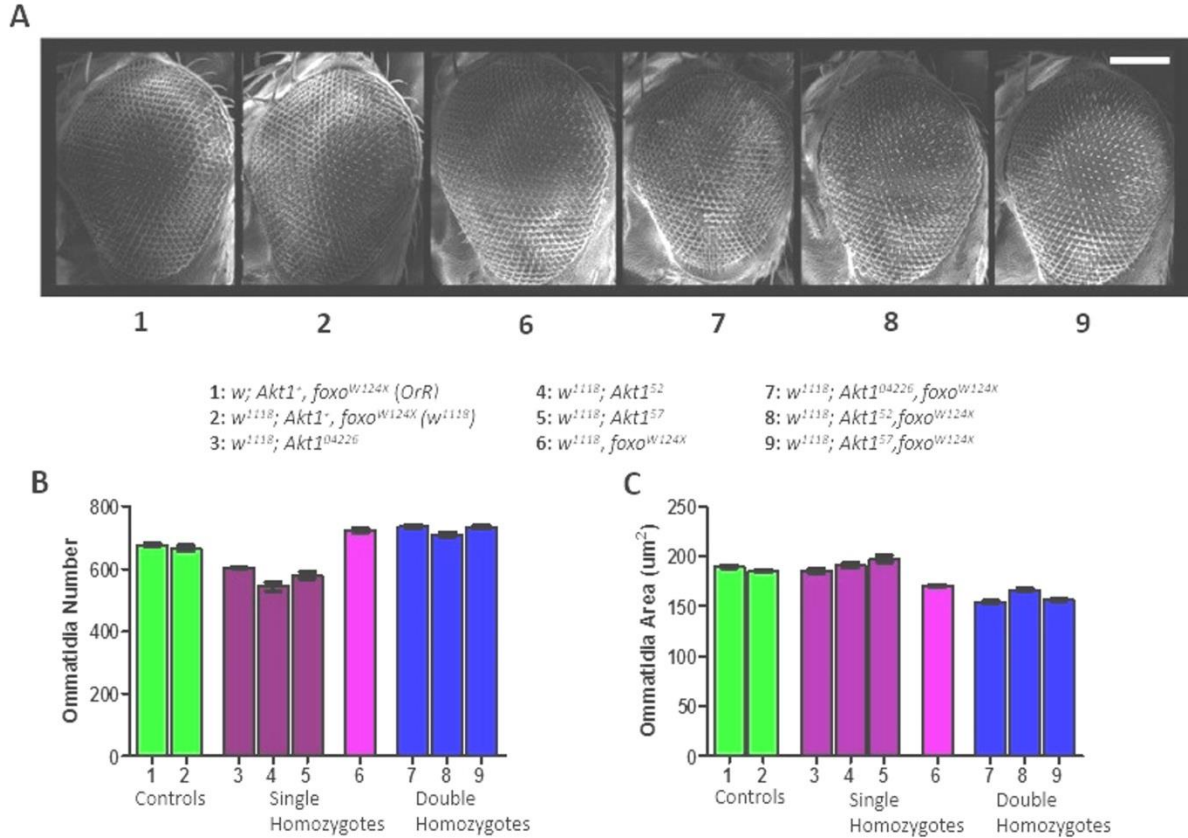 A
1 2 6 7 8 9
1: w; Akt1⁺, foxoᵂ¹²⁴ˣ (OrR) 4: w¹¹¹⁸; Akt1⁵² 7: w¹¹¹⁸; Akt1⁰⁴²²⁶,foxoᵂ¹²⁴ˣ
2: w¹¹¹⁸; Akt1⁺, foxoᵂ¹²⁴ˣ (w¹¹¹⁸) 5: w¹¹¹⁸; Akt1⁵⁷ 8: w¹¹¹⁸; Akt1⁵²,foxoᵂ¹²⁴ˣ
3: w¹¹¹⁸; Akt1⁰⁴²²⁶ 6: w¹¹¹⁸, foxoᵂ¹²⁴ˣ 9: w¹¹¹⁸; Akt1⁵⁷,foxoᵂ¹²⁴ˣ
B
Ommatidia Number
800
600
400
200
0
1 2 3 4 5 6 7 8 9
Controls Single Double
Homozygotes Homozygotes
C
Ommatidia Area (um²)
250
200
150
100
50
0
1 2 3 4 5 6 7 8 9
Controls Single Double
Homozygotes Homozygotes